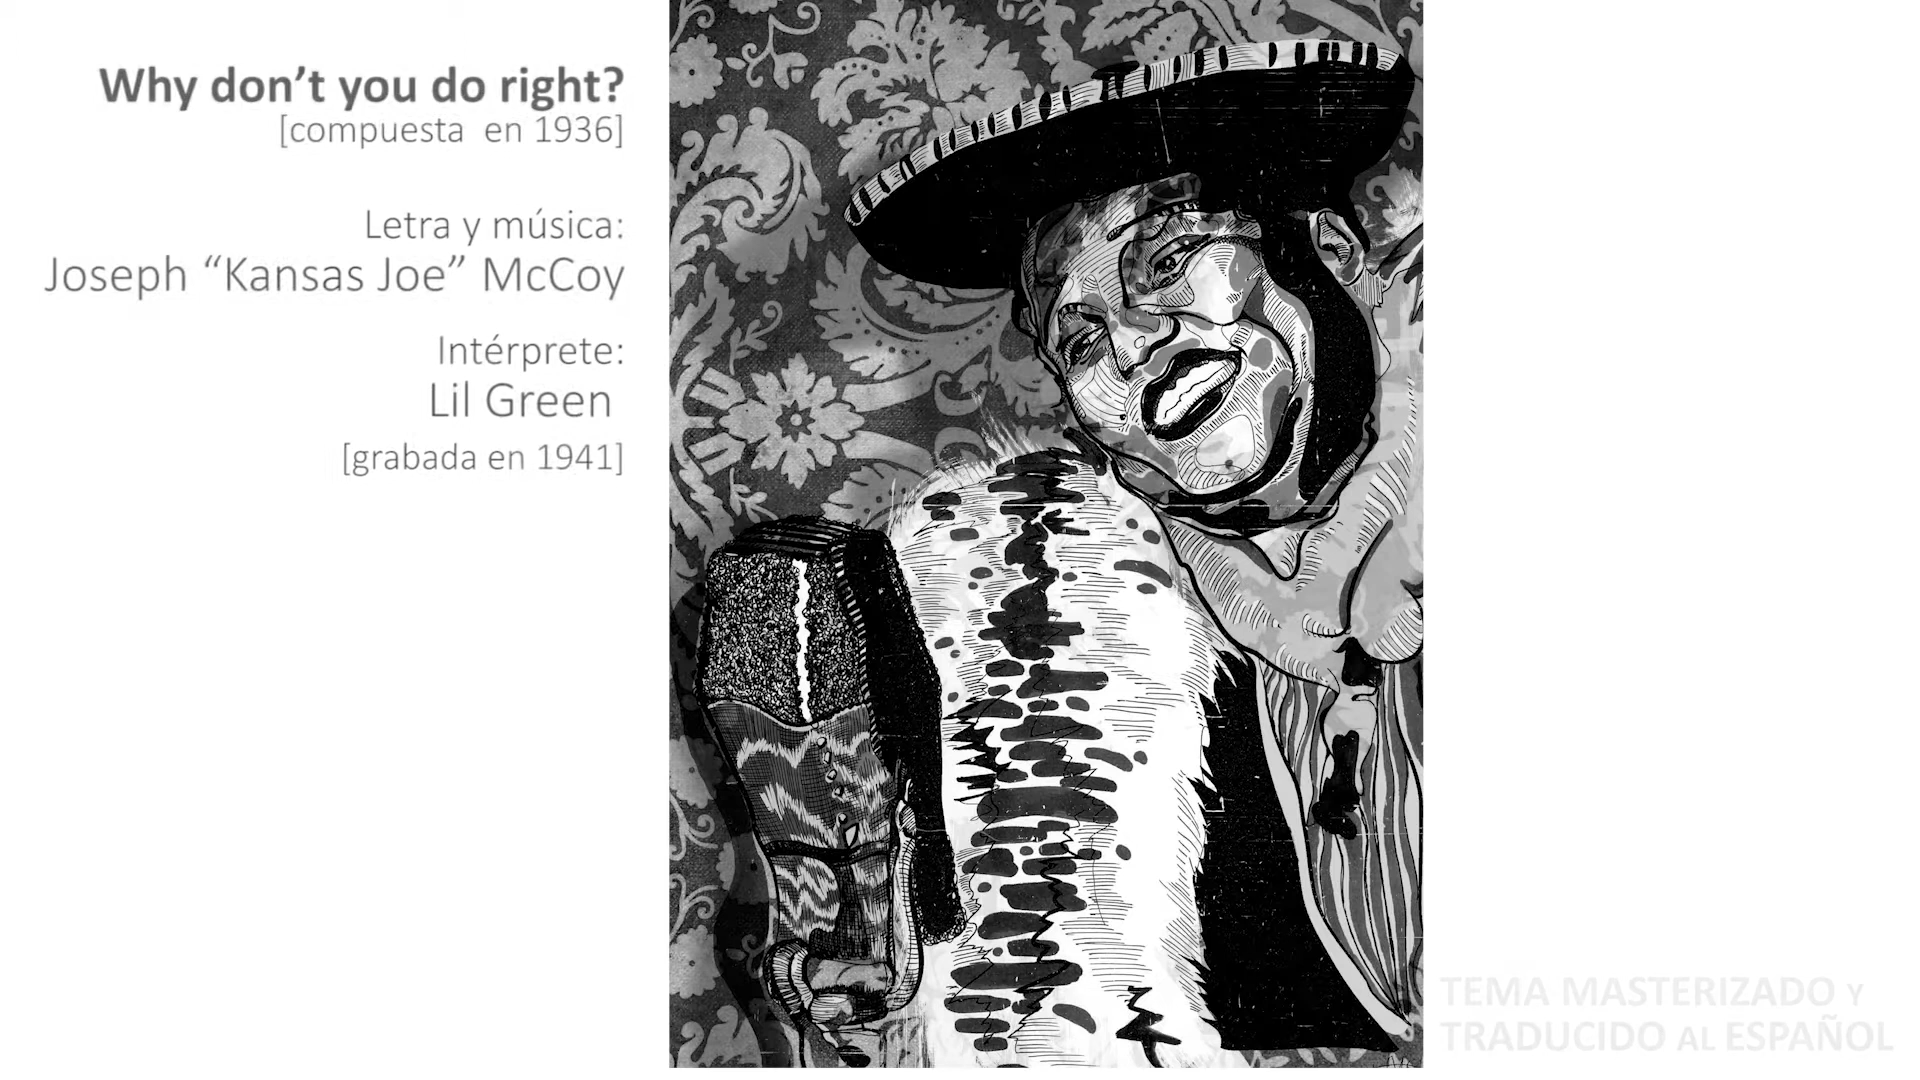 Why don’t you do right?
[compuesta en 1936]
Letra y música:
Joseph “Kansas Joe” McCoy
Intérprete:
Lil Green
[grabada en 1941]
TEMA MASTERIZADO Y
TRADUCIDO AL ESPAÑOL